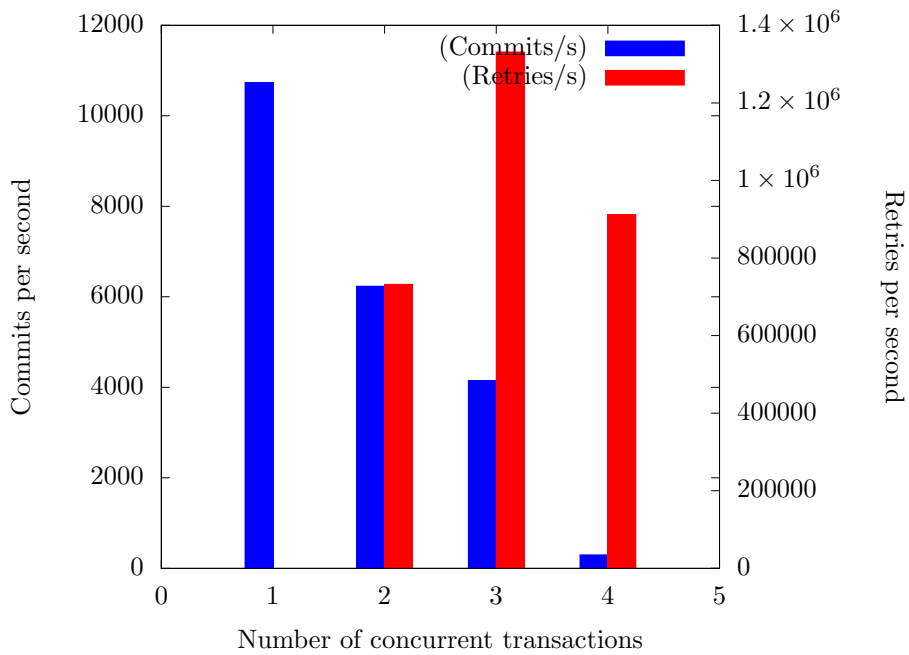 12000
10000
8000
6000
4000
2000
0
Commits per second
(Commits/s)
(Retries/s)
1.4 × 10⁶
1.2 × 10⁶
1 × 10⁶
800000
600000
400000
200000
0
Retries per second
0 1 2 3 4 5
Number of concurrent transactions